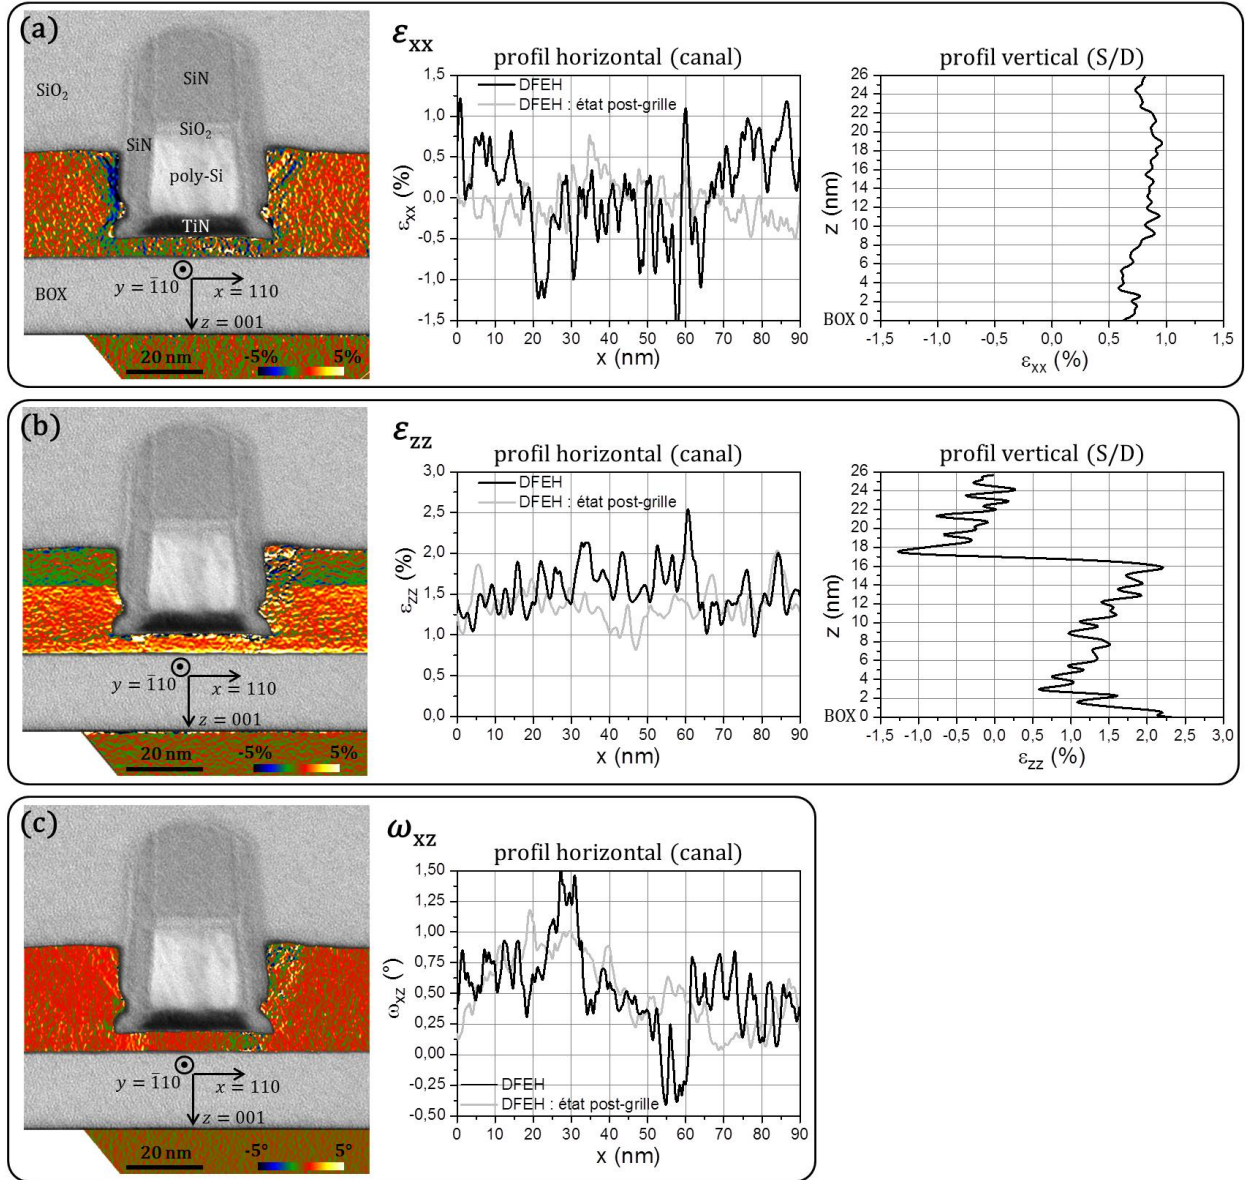 (a)
SiN
SiO₂
SiN
SiO₂
poly-Si
TiN
BOX
y = 1̅10
x = 110
z = 001
20 nm
-5%
5%
εxx
profil horizontal (canal)
DFEH
DFEH : état post-grille
1,5
1,0
0,5
0,0
-0,5
-1,0
-1,5
εxx (%)
0 10 20 30 40 50 60 70 80 90
x (nm)
profil vertical (S/D)
26
24
22
20
18
16
14
12
10
8
6
4
2
BOX 0
z (nm)
-1,5 -1,0 -0,5 0,0 0,5 1,0 1,5
εxx (%)
(b)
y = 1̅10
x = 110
z = 001
20 nm
-5%
5%
εzz
profil horizontal (canal)
DFEH
DFEH : état post-grille
3,0
2,5
2,0
1,5
1,0
0,5
0,0
εzz (%)
0 10 20 30 40 50 60 70 80 90
x (nm)
profil vertical (S/D)
26
24
22
20
18
16
14
12
10
8
6
4
2
BOX 0
z (nm)
-1,5 -1,0 -0,5 0,0 0,5 1,0 1,5 2,0 2,5 3,0
εzz (%)
(c)
y = 1̅10
x = 110
z = 001
20 nm
-5°
5°
ωxz
profil horizontal (canal)
1,50
1,25
1,00
0,75
0,50
0,25
0,00
-0,25
-0,50
ωxz (°)
DFEH
DFEH : état post-grille
0 10 20 30 40 50 60 70 80 90
x (nm)